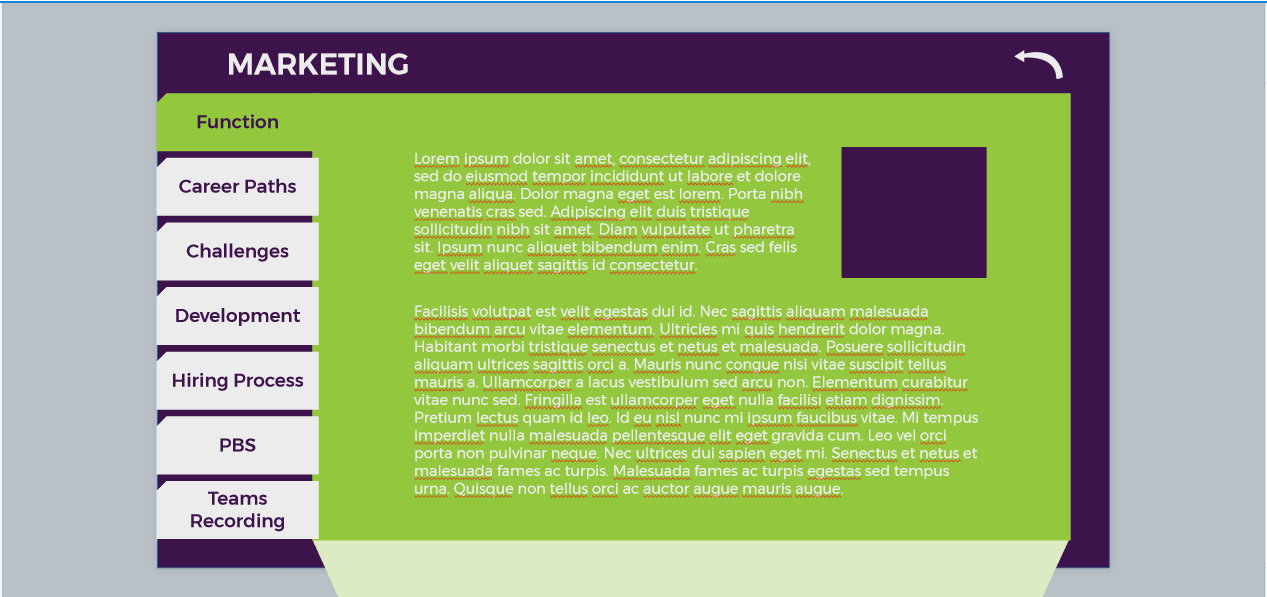 MARKETING
Function
Career Paths
Challenges
Development
Hiring Process
PBS
Teams
Recording
Lorem ipsum dolor sit amet, consectetur adipiscing elit,
sed do eiusmod tempor incididunt ut labore et dolore
magna aliqua. Dolor magna eget est lorem. Porta nibh
venenatis cras sed. Adipiscing elit duis tristique
sollicitudin nibh sit amet. Diam vulputate ut pharetra
sit. Ipsum nunc aliquet bibendum enim. Cras sed felis
eget velit aliquet sagittis id consectetur.
Facilisis volutpat est velit egestas dui id. Nec sagittis aliquam malesuada
bibendum arcu vitae elementum. Ultricies mi quis hendrerit dolor magna.
Habitant morbi tristique senectus et netus et malesuada. Posuere sollicitudin
aliquam ultrices sagittis orci a. Mauris nunc congue nisi vitae suscipit tellus
mauris a. Ullamcorper a lacus vestibulum sed arcu non. Elementum curabitur
vitae nunc sed. Fringilla est ullamcorper eget nulla facilisi etiam dignissim.
Pretium lectus quam id leo. Id eu nisl nunc mi ipsum faucibus vitae. Mi tempus
imperdiet nulla malesuada pellentesque elit eget gravida cum. Leo vel orci
porta non pulvinar neque. Nec ultrices dui sapien eget mi. Senectus et netus et
malesuada fames ac turpis. Malesuada fames ac turpis egestas sed tempus
urna. Quisque non tellus orci ac auctor augue mauris augue.